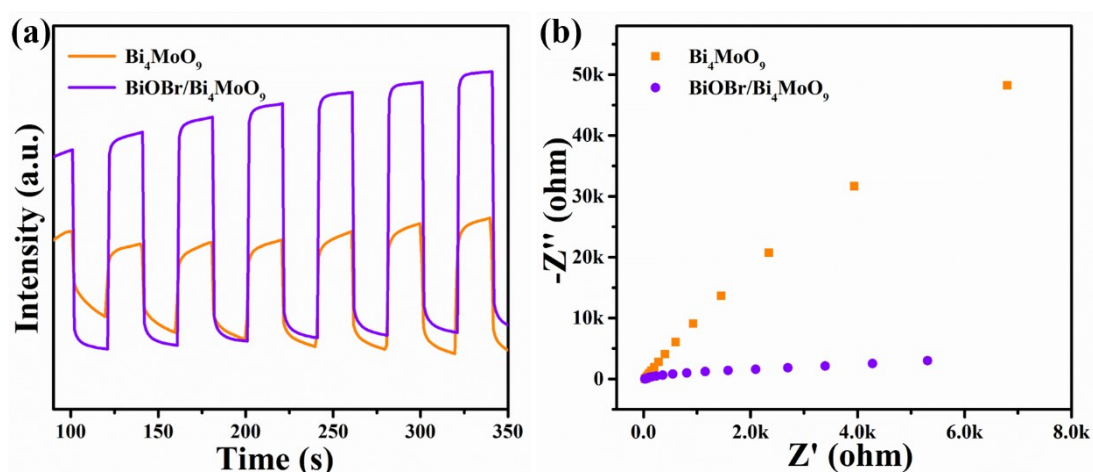 (a)
Bi₄MoO₉
BiOBr/Bi₄MoO₉
Intensity (a.u.)
100 150 200 250 300 350
Time (s)
(b)
Bi₄MoO₉
BiOBr/Bi₄MoO₉
-Z'' (ohm)
50k
40k
30k
20k
10k
0
0.0 2.0k 4.0k 6.0k 8.0k
Z' (ohm)